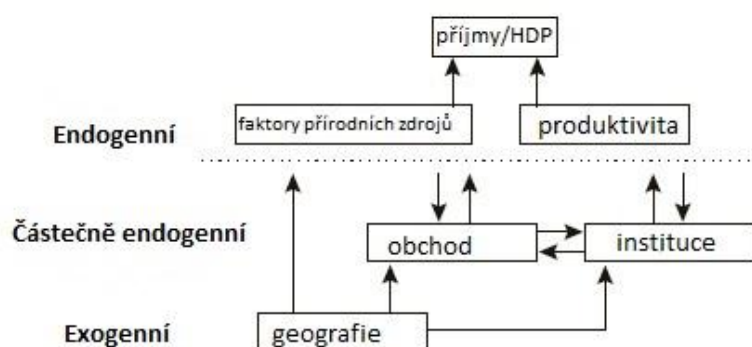 příjmy/HDP
faktory přírodních zdrojů
produktivita
Endogenní
Částečně endogenní
obchod
instituce
Exogenní
geografie